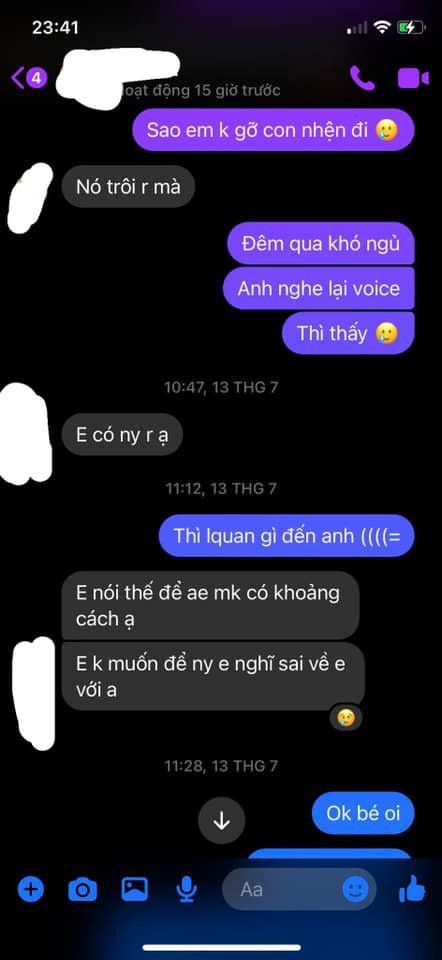 23:41
4
oạt động 15 giờ trước
Sao em k gỡ con nhện đi 🥲
Nó trôi r mà
Đêm qua khó ngủ
Anh nghe lại voice
Thì thấy 🥲
10:47, 13 THG 7
E có ny r ạ
11:12, 13 THG 7
Thì lquan gì đến anh ((((=
E nói thế để ae mk có khoảng
cách ạ
E k muốn để ny e nghĩ sai về e
với a
😢
11:28, 13 THG 7
Ok bé oi
Aa